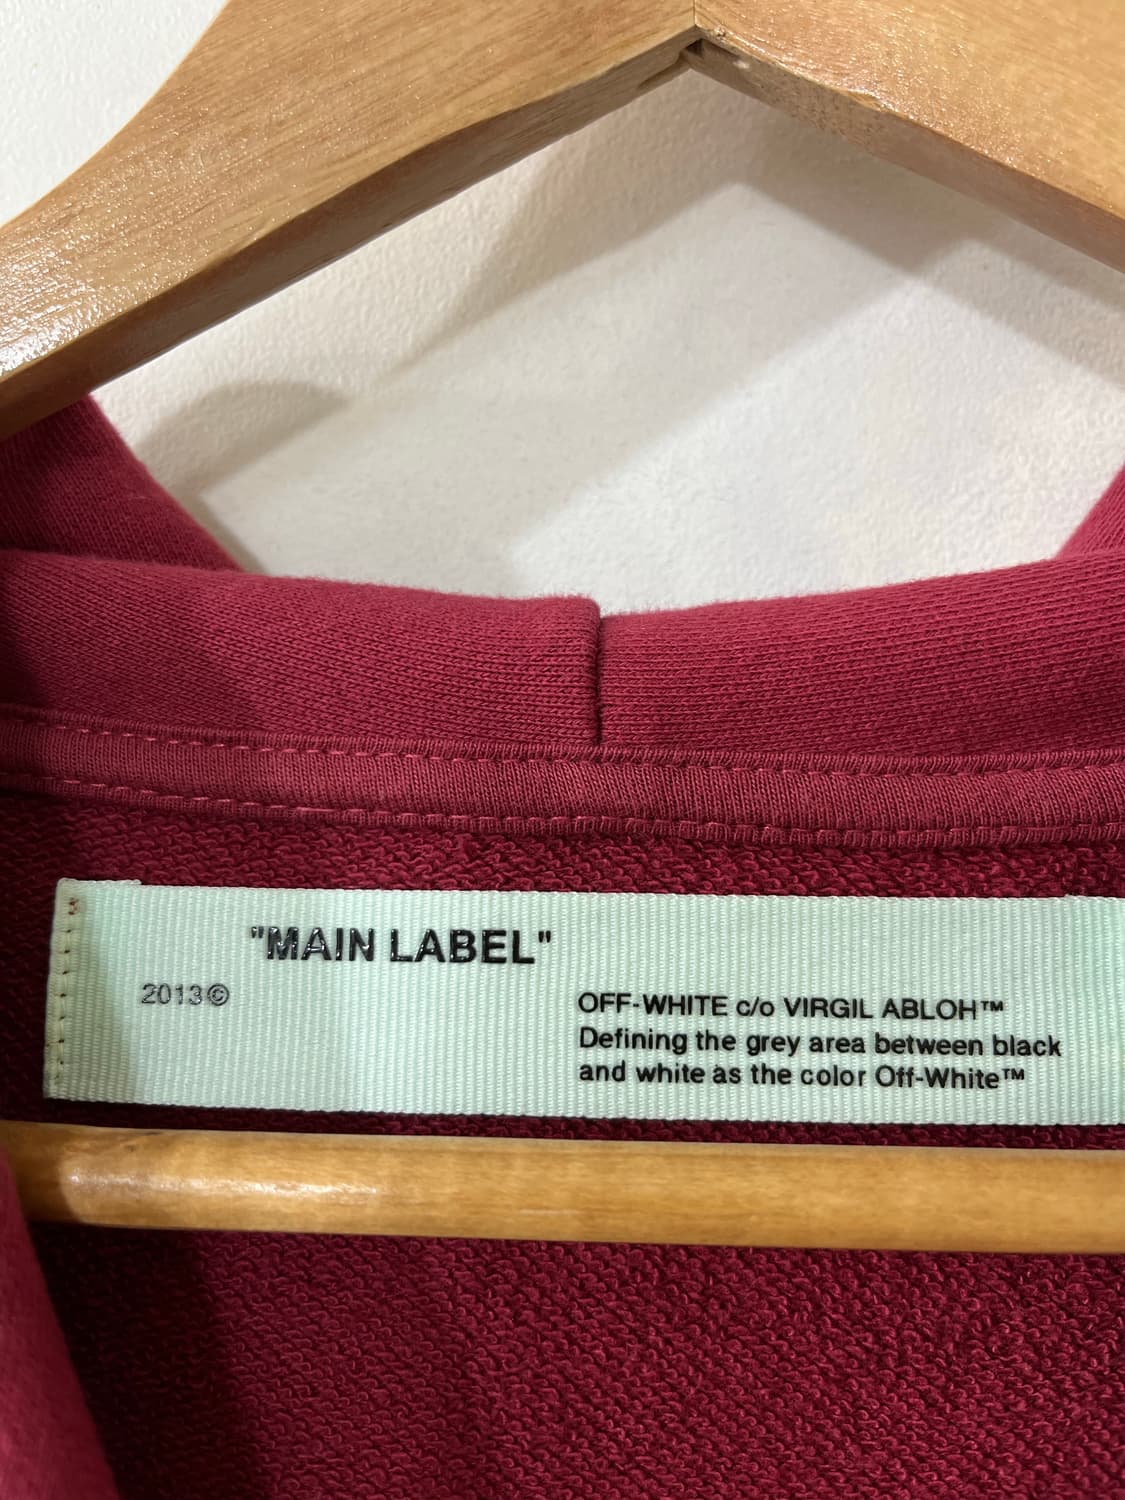 "MAIN LABEL"
2013©
OFF-WHITE c/o VIRGIL ABLOH™
Defining the grey area between black
and white as the color Off-White™